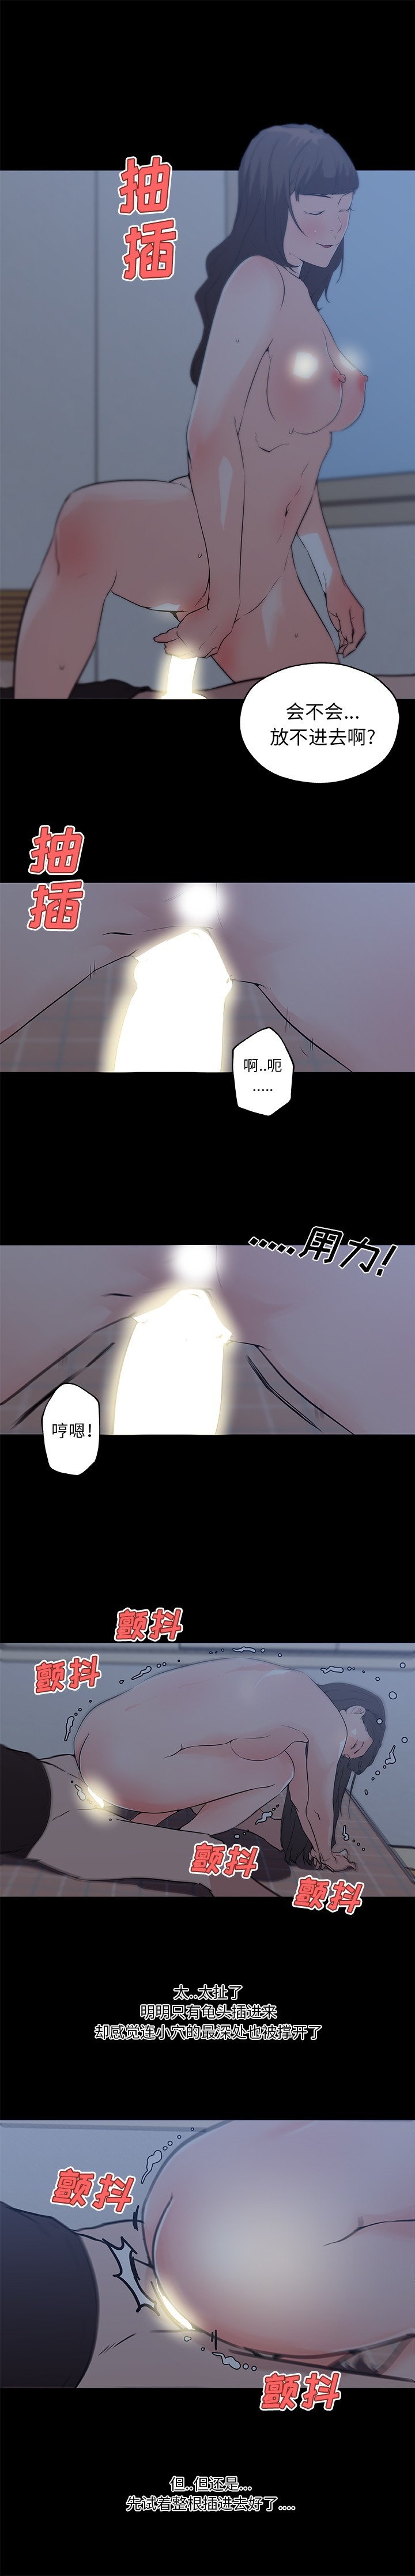 抽
插
会不会...
放不进去啊?
抽
插
啊..呃
.....
.....用力!
哼嗯!
颤抖
颤抖
颤抖
颤抖
太..太扯了
明明只有龟头插进来
却感觉连小穴的最深处也被撑开了
颤抖
颤抖
但..但还是...
先试着整根插进去好了....